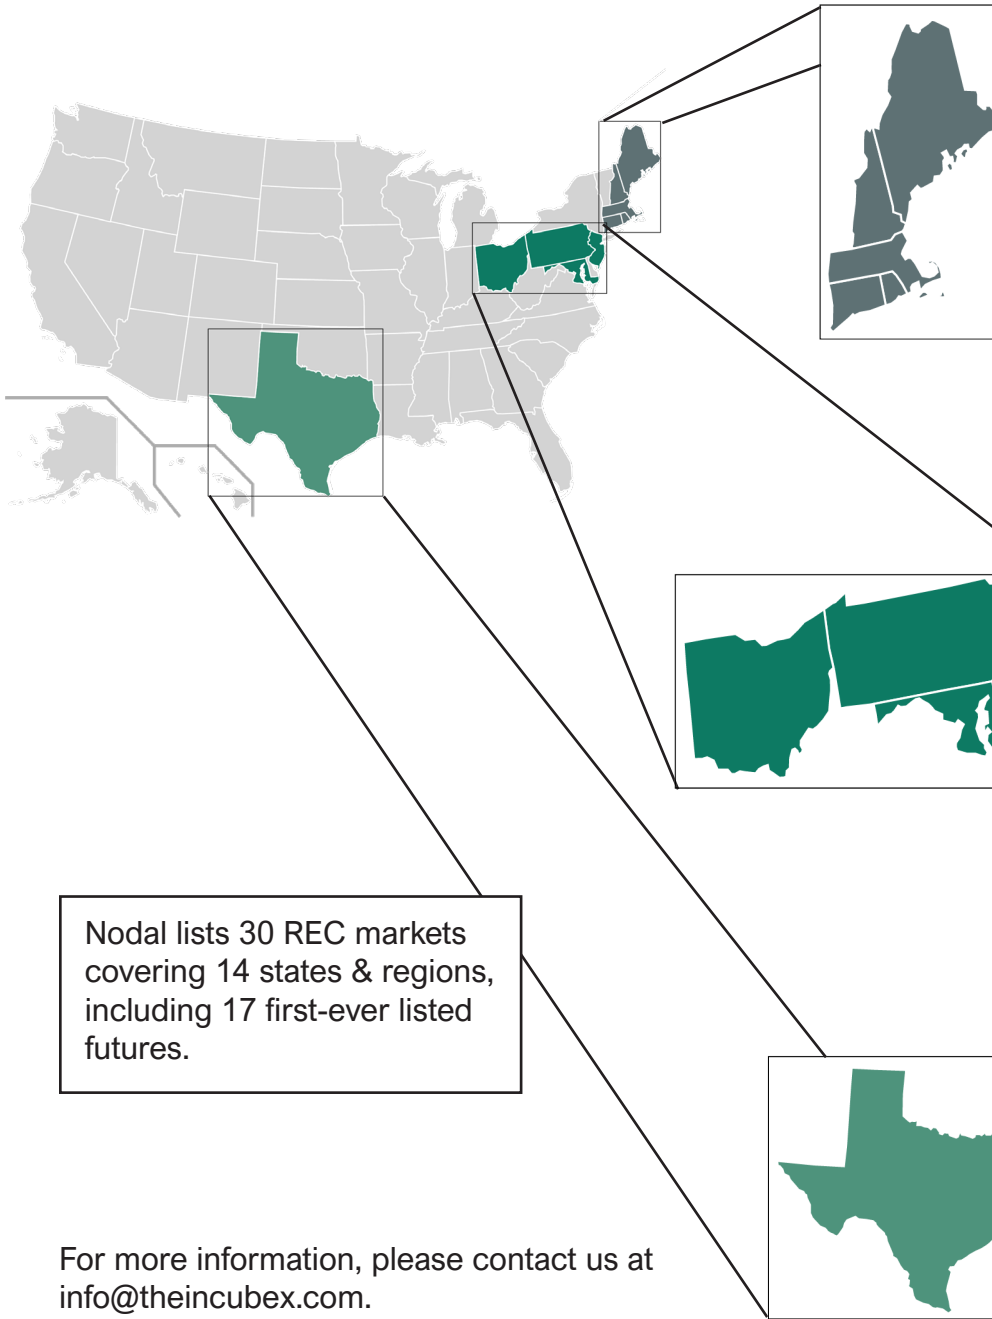 Nodal lists 30 REC markets
covering 14 states & regions,
including 17 first-ever listed
futures.
For more information, please contact us at
info@theincubex.com.